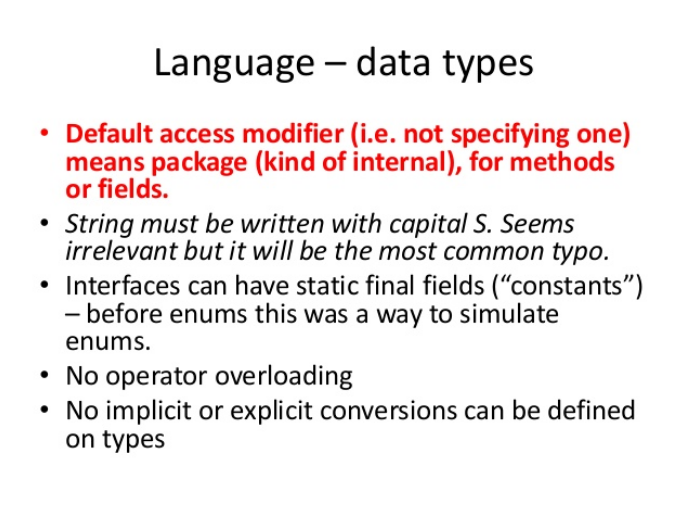 Language – data types
• Default access modifier (i.e. not specifying one)
means package (kind of internal), for methods
or fields.
• String must be written with capital S. Seems
irrelevant but it will be the most common typo.
• Interfaces can have static final fields (“constants”)
– before enums this was a way to simulate
enums.
• No operator overloading
• No implicit or explicit conversions can be defined
on types